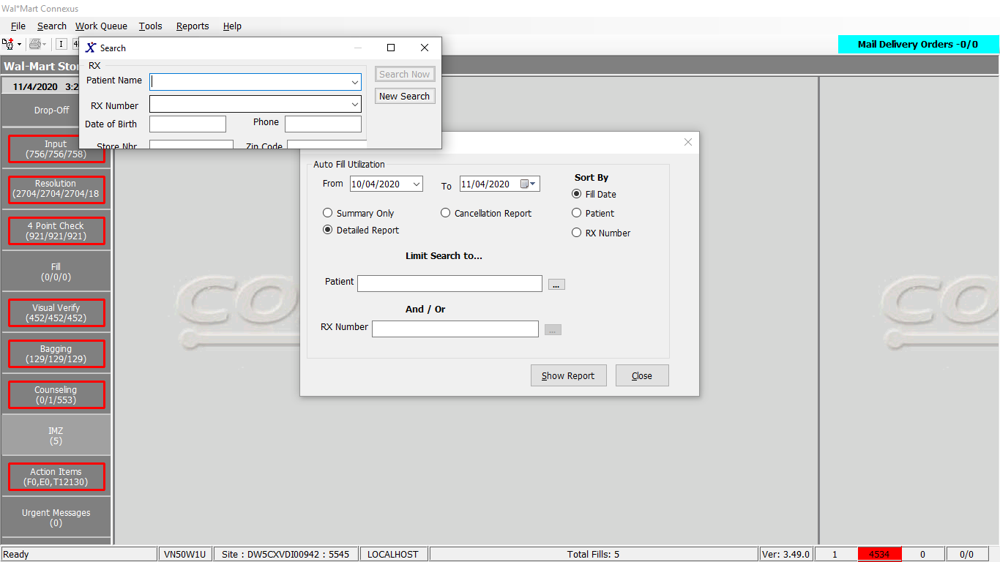 Wal*Mart Connexus
File Search Work Queue Tools Reports Help
I
Mail Delivery Orders -0/0
Search
RX
Patient Name
Search Now
RX Number
New Search
Date of Birth
Phone
Store Nbr
Zip Code
11/4/2020
Drop-Off
Input
(756/756/758)
Resolution
(2704/2704/2704/18
4 Point Check
(921/921/921)
Fill
(0/0/0)
Visual Verify
(452/452/452)
Bagging
(129/129/129)
Counseling
(0/1/553)
IMZ
(5)
Action Items
(F0,E0,T12130)
Urgent Messages
(0)
Auto Fill Utilization
From 10/04/2020 To 11/04/2020
Sort By
Fill Date
Summary Only Cancellation Report Patient
Detailed Report RX Number
Limit Search to...
Patient ...
And / Or
RX Number ...
Show Report Close
Ready VN50W1U Site : DW5CXVDI00942 : 5545 LOCALHOST Total Fills: 5 Ver: 3.49.0 1 4534 0 0/0